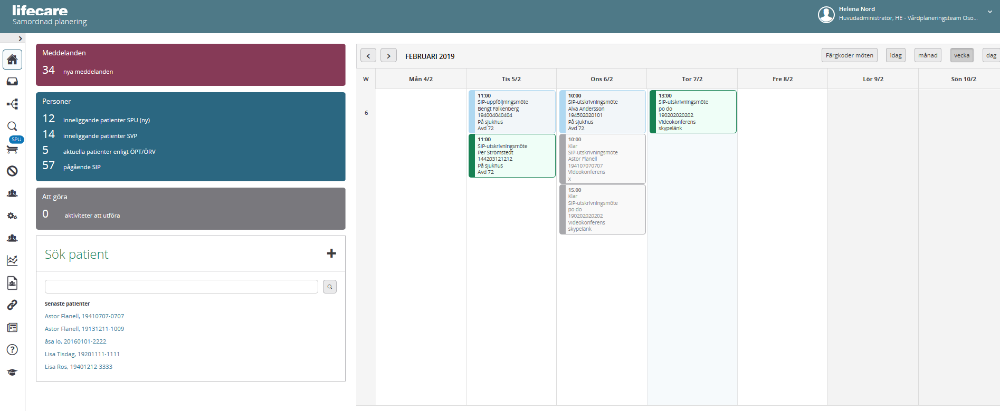 lifecare
Samordnad planering
Helena Nord
Huvudadministratör, HE - Vårdplaneringsteam Oso...
Meddelanden
34 nya meddelanden
Personer
12 inneliggande patienter SPU (ny)
14 inneliggande patienter SVP
5 aktuella patienter enligt ÖPT/ÖRV
57 pågående SIP
Att göra
0 aktiviteter att utföra
SPU
Sök patient
Senaste patienter
Astor Flanell, 19410707-0707
Astor Flanell, 19131211-1009
åsa lo, 20160101-2222
Lisa Tisdag, 19201111-1111
Lisa Ros, 19401212-3333
FEBRUARI 2019
Färgkoder möten idag månad vecka dag
W Mån 4/2 Tis 5/2 Ons 6/2 Tor 7/2 Fre 8/2 Lör 9/2 Sön 10/2
6
11:00
SIP-uppföljningsmöte
Bengt Falkenberg
194004040404
På sjukhus
Avd 72
11:00
SIP-utskrivningsmöte
Per Strömstedt
144203121212
På sjukhus
Avd 72
10:00
SIP-utskrivningsmöte
Alva Andersson
194502020101
På sjukhus
Avd 72
10:00
Klar
SIP-utskrivningsmöte
Astor Flanell
194107070707
Videokonferens
x
15:00
Klar
SIP-utskrivningsmöte
po do
190202020202
Videokonferens
skypelänk
13:00
SIP-utskrivningsmöte
po do
190202020202
Videokonferens
skypelänk